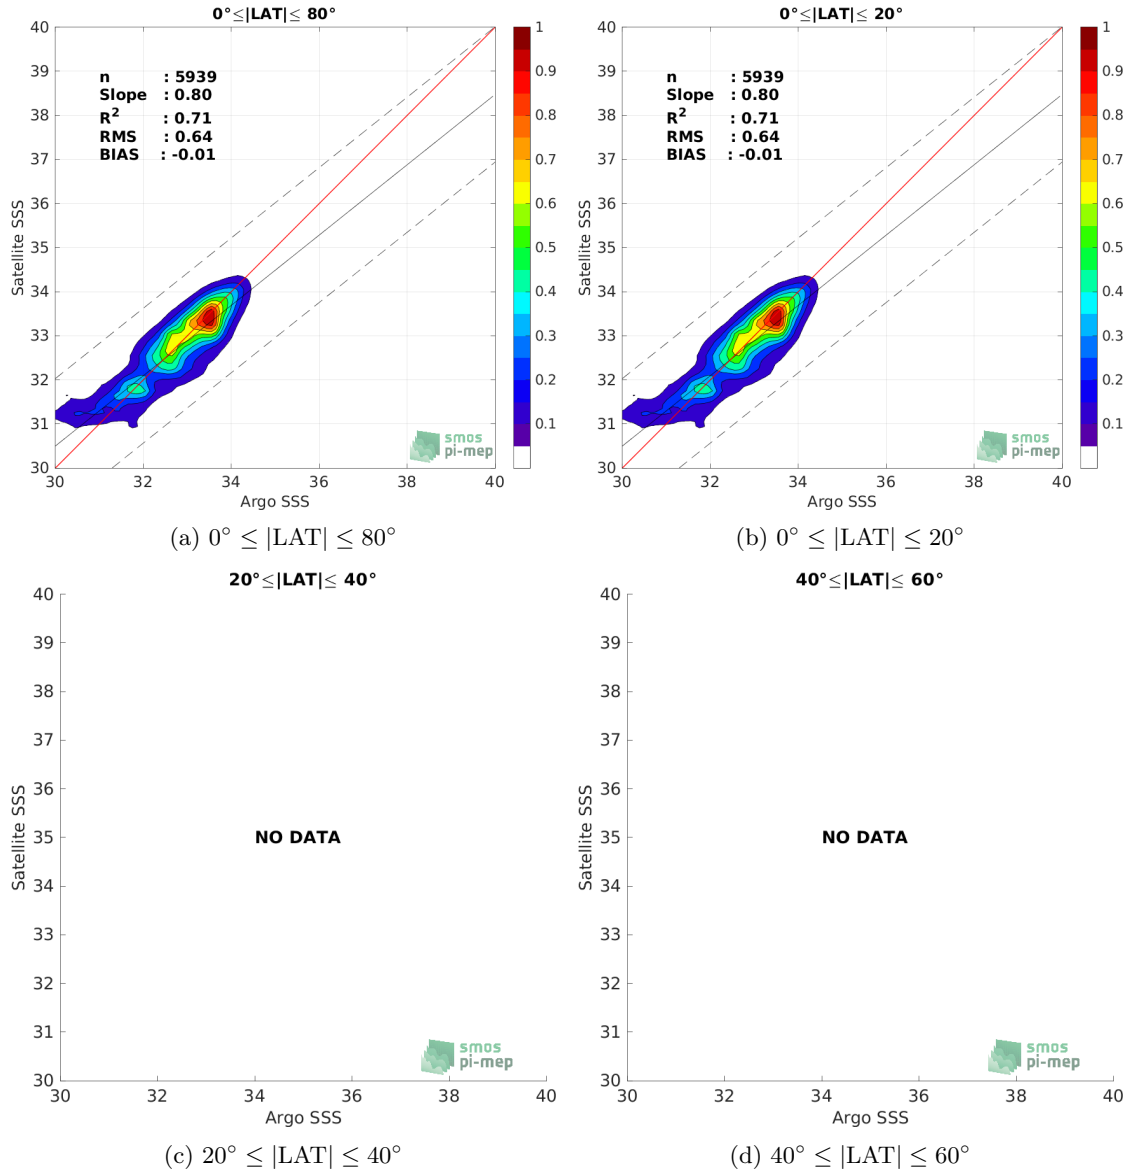 0°≤|LAT|≤ 80°
40
39
38
37
36
35
34
33
32
31
30
Satellite SSS
n : 5939
Slope : 0.80
R² : 0.71
RMS : 0.64
BIAS : -0.01
smos
pi-mep
30 32 34 36 38 40
Argo SSS
1
0.9
0.8
0.7
0.6
0.5
0.4
0.3
0.2
0.1
(a) 0° ≤ |LAT| ≤ 80°
0°≤|LAT|≤ 20°
40
39
38
37
36
35
34
33
32
31
30
Satellite SSS
n : 5939
Slope : 0.80
R² : 0.71
RMS : 0.64
BIAS : -0.01
smos
pi-mep
30 32 34 36 38 40
Argo SSS
1
0.9
0.8
0.7
0.6
0.5
0.4
0.3
0.2
0.1
(b) 0° ≤ |LAT| ≤ 20°
20°≤|LAT|≤ 40°
40
39
38
37
36
35
34
33
32
31
30
Satellite SSS
NO DATA
smos
pi-mep
30 32 34 36 38 40
Argo SSS
(c) 20° ≤ |LAT| ≤ 40°
40°≤|LAT|≤ 60°
40
39
38
37
36
35
34
33
32
31
30
Satellite SSS
NO DATA
smos
pi-mep
30 32 34 36 38 40
Argo SSS
(d) 40° ≤ |LAT| ≤ 60°